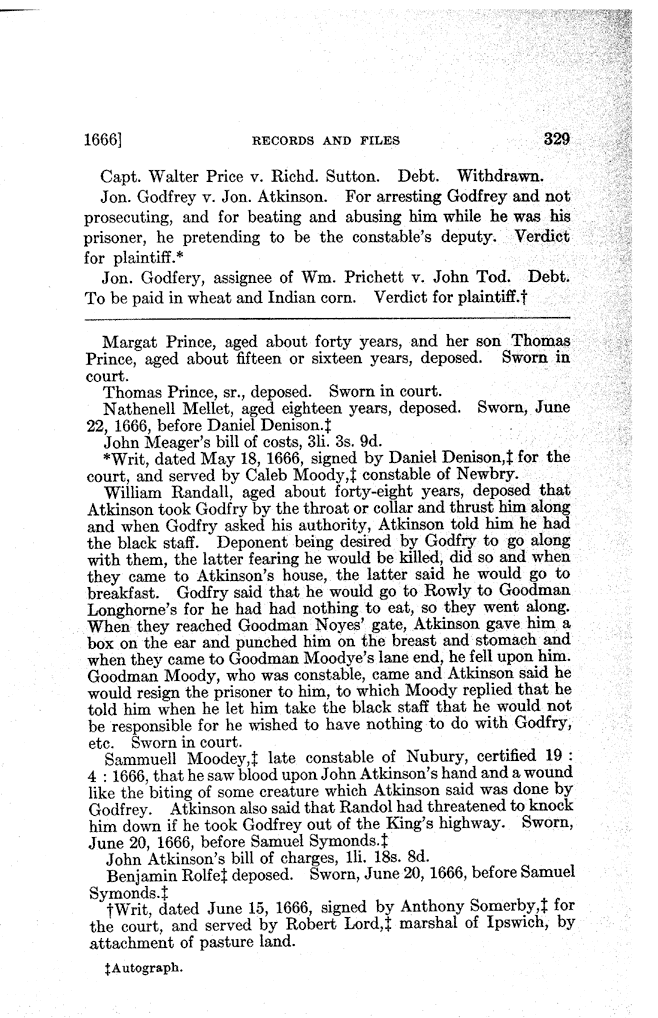 1666] RECORDS AND FILES 329
Capt. Walter Price v. Richd. Sutton. Debt. Withdrawn.
Jon. Godfrey v. Jon. Atkinson. For arresting Godfrey and not
prosecuting, and for beating and abusing him while he was his
prisoner, he pretending to be the constable's deputy. Verdict
for plaintiff.*
Jon. Godfery, assignee of Wm. Prichett v. John Tod. Debt.
To be paid in wheat and Indian corn. Verdict for plaintiff.†
Margat Prince, aged about forty years, and her son Thomas
Prince, aged about fifteen or sixteen years, deposed. Sworn in
court.
Thomas Prince, sr., deposed. Sworn in court.
Nathenell Mellet, aged eighteen years, deposed. Sworn, June
22, 1666, before Daniel Denison.‡
John Meager's bill of costs, 3li. 3s. 9d.
*Writ, dated May 18, 1666, signed by Daniel Denison,‡ for the
court, and served by Caleb Moody,‡ constable of Newbry.
William Randall, aged about forty-eight years, deposed that
Atkinson took Godfry by the throat or collar and thrust him along
and when Godfry asked his authority, Atkinson told him he had
the black staff. Deponent being desired by Godfry to go along
with them, the latter fearing he would be killed, did so and when
they came to Atkinson's house, the latter said he would go to
breakfast. Godfry said that he would go to Rowly to Goodman
Longhorne's for he had had nothing to eat, so they went along.
When they reached Goodman Noyes' gate, Atkinson gave him a
box on the ear and punched him on the breast and stomach and
when they came to Goodman Moodye's lane end, he fell upon him.
Goodman Moody, who was constable, came and Atkinson said he
would resign the prisoner to him, to which Moody replied that he
told him when he let him take the black staff that he would not
be responsible for he wished to have nothing to do with Godfry,
etc. Sworn in court.
Sammuell Moodey,‡ late constable of Nubury, certified 19 :
4 : 1666, that he saw blood upon John Atkinson's hand and a wound
like the biting of some creature which Atkinson said was done by
Godfrey. Atkinson also said that Randol had threatened to knock
him down if he took Godfrey out of the King's highway. Sworn,
June 20, 1666, before Samuel Symonds.‡
John Atkinson's bill of charges, 1li. 18s. 8d.
Benjamin Rolfe‡ deposed. Sworn, June 20, 1666, before Samuel
Symonds.‡
†Writ, dated June 15, 1666, signed by Anthony Somerby,‡ for
the court, and served by Robert Lord,‡ marshal of Ipswich, by
attachment of pasture land.
‡Autograph.